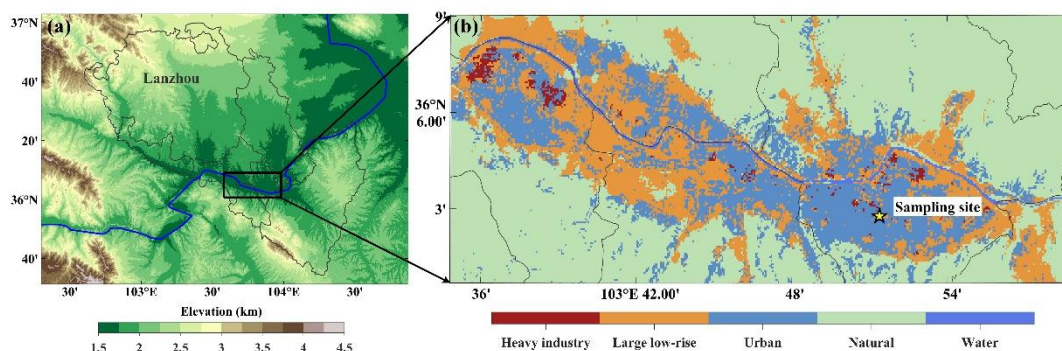 (a)
Lanzhou
37°N
40'
20'
36°N
40'
30'
103°E
30'
104°E
30'
Elevation (km)
1.5
2
2.5
3
3.5
4
4.5
(b)
9'
36°N
6.00'
3'
Sampling site
36'
103°E 42.00'
48'
54'
Heavy industry
Large low-rise
Urban
Natural
Water